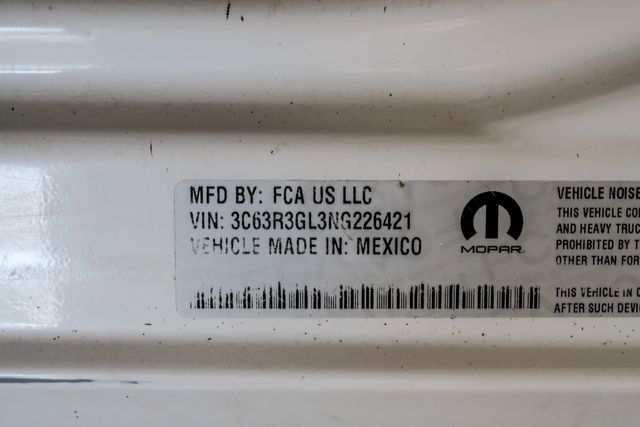 MFD BY: FCA US LLC
VIN: 3C63R3GL3NG226421
VEHICLE MADE IN: MEXICO
MOPAR
VEHICLE NOISE
THIS VEHICLE CO
AND HEAVY TRUC
PROHIBITED BY T
OTHER THAN FOR
THIS VEHICLE IN C
AFTER SUCH DEVI